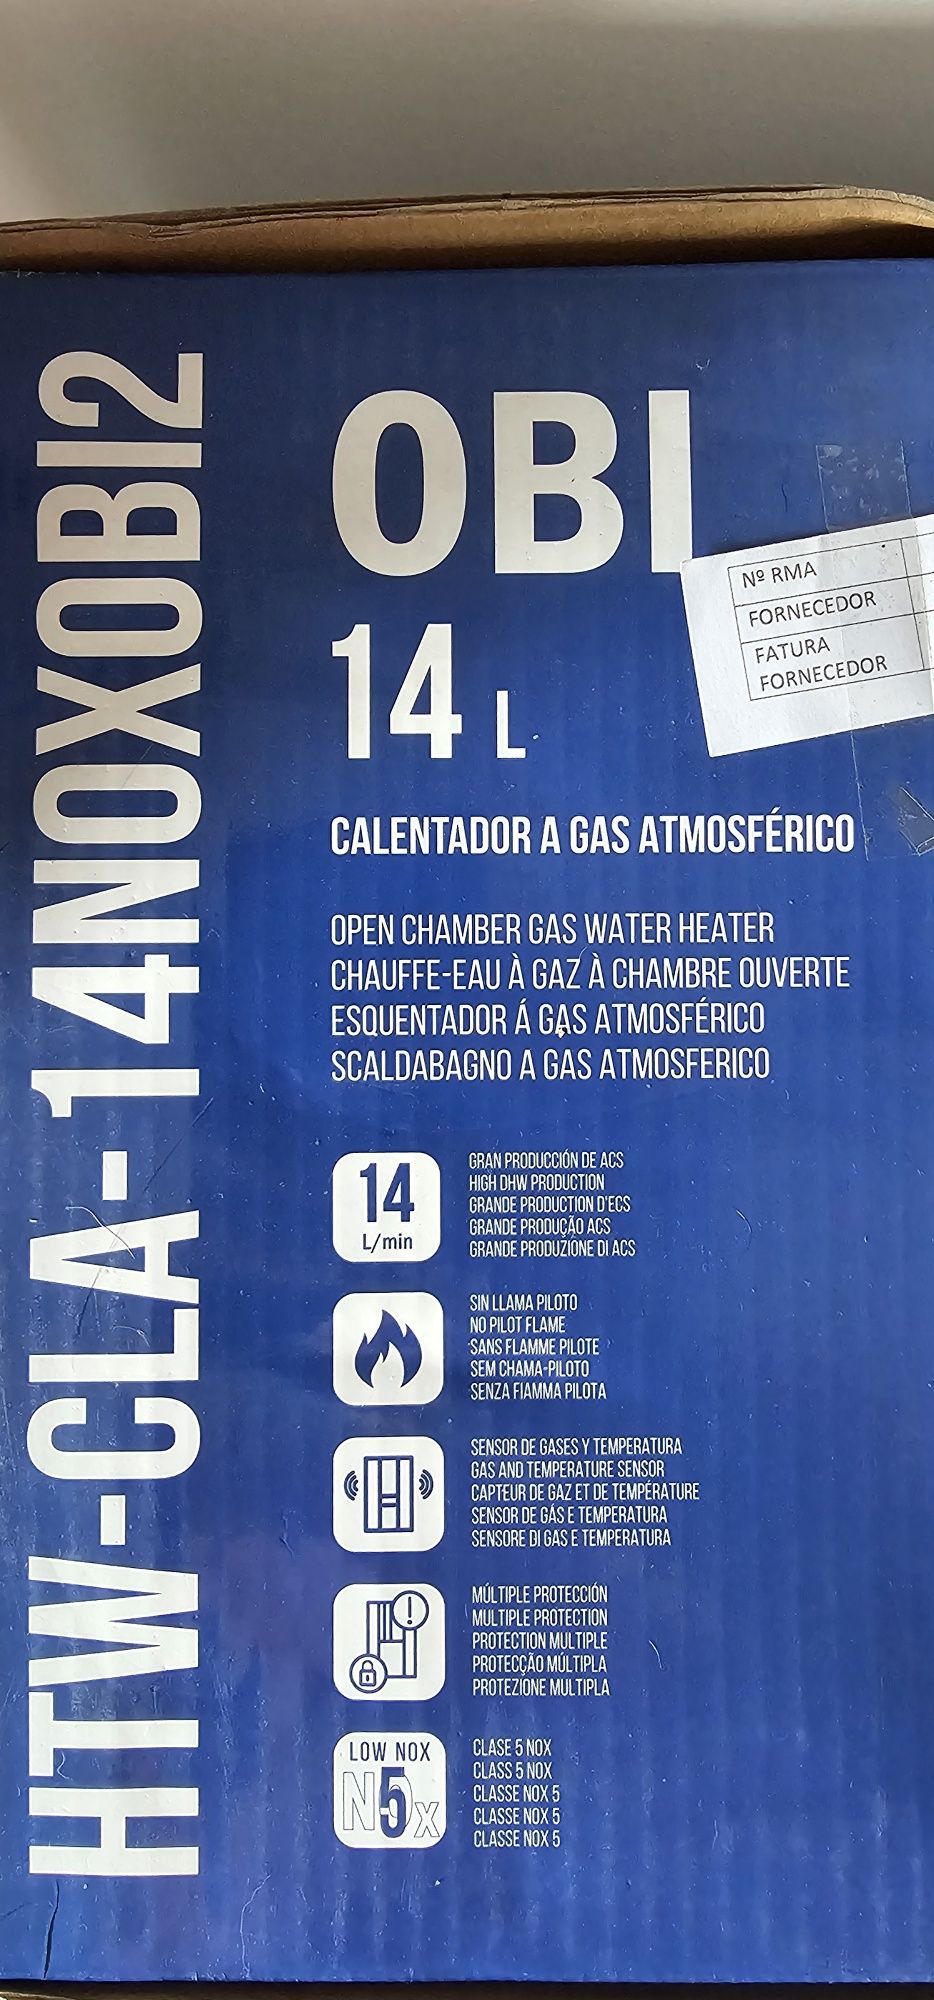 HTW-CLA-14NOXOBI2
OBI
14 L
Nº RMA
FORNECEDOR
FATURA
FORNECEDOR
CALENTADOR A GAS ATMOSFÉRICO
OPEN CHAMBER GAS WATER HEATER
CHAUFFE-EAU À GAZ À CHAMBRE OUVERTE
ESQUENTADOR Á GAS ATMOSFÉRICO
SCALDABAGNO A GAS ATMOSFERICO
14
L/min
GRAN PRODUCCIÓN DE ACS
HIGH DHW PRODUCTION
GRANDE PRODUCTION D'ECS
GRANDE PRODUÇÃO ACS
GRANDE PRODUZIONE DI ACS
SIN LLAMA PILOTO
NO PILOT FLAME
SANS FLAMME PILOTE
SEM CHAMA-PILOTO
SENZA FIAMMA PILOTA
SENSOR DE GASES Y TEMPERATURA
GAS AND TEMPERATURE SENSOR
CAPTEUR DE GAZ ET DE TEMPÉRATURE
SENSOR DE GÁS E TEMPERATURA
SENSORE DI GAS E TEMPERATURA
MÚLTIPLE PROTECCIÓN
MULTIPLE PROTECTION
PROTECTION MULTIPLE
PROTECÇÃO MÚLTIPLA
PROTEZIONE MULTIPLA
LOW NOX
N5x
CLASE 5 NOX
CLASS 5 NOX
CLASSE NOX 5
CLASSE NOX 5
CLASSE NOX 5